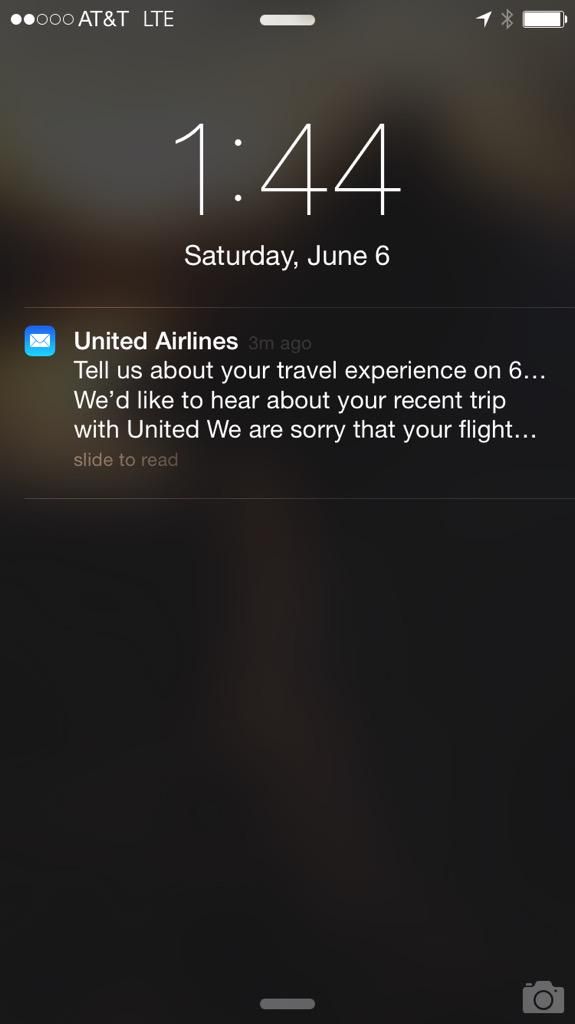 AT&T LTE
1:44
Saturday, June 6
United Airlines 3m ago
Tell us about your travel experience on 6…
We’d like to hear about your recent trip
with United We are sorry that your flight…
slide to read